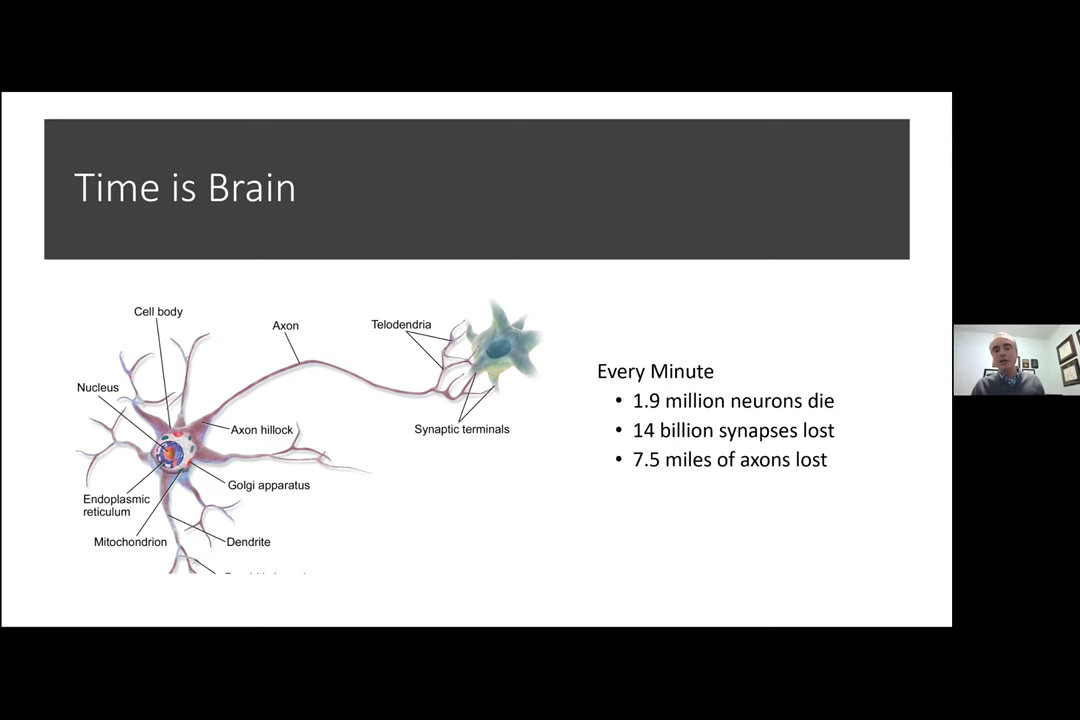 Time is Brain
Cell body
Axon
Telodendria
Nucleus
Axon hillock
Synaptic terminals
Golgi apparatus
Endoplasmic
reticulum
Mitochondrion
Dendrite
Every Minute
• 1.9 million neurons die
• 14 billion synapses lost
• 7.5 miles of axons lost